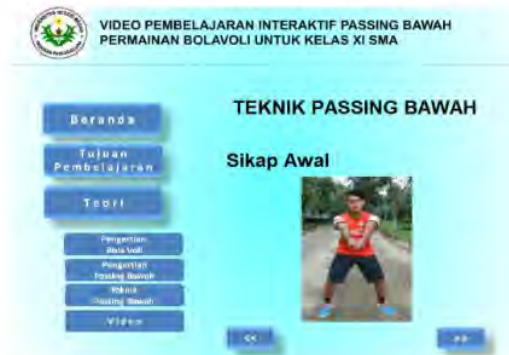 VIDEO PEMBELAJARAN INTERAKTIF PASSING BAWAH
PERMAINAN BOLAVOLI UNTUK KELAS XI SMA
TEKNIK PASSING BAWAH
Beranda
Tujuan
Pembelajaran
Sikap Awal
Teori
Pengertian
Bola Voli
Pengertian
Passing Bawah
Teknik
Passing Bawah
Video
<<
>>